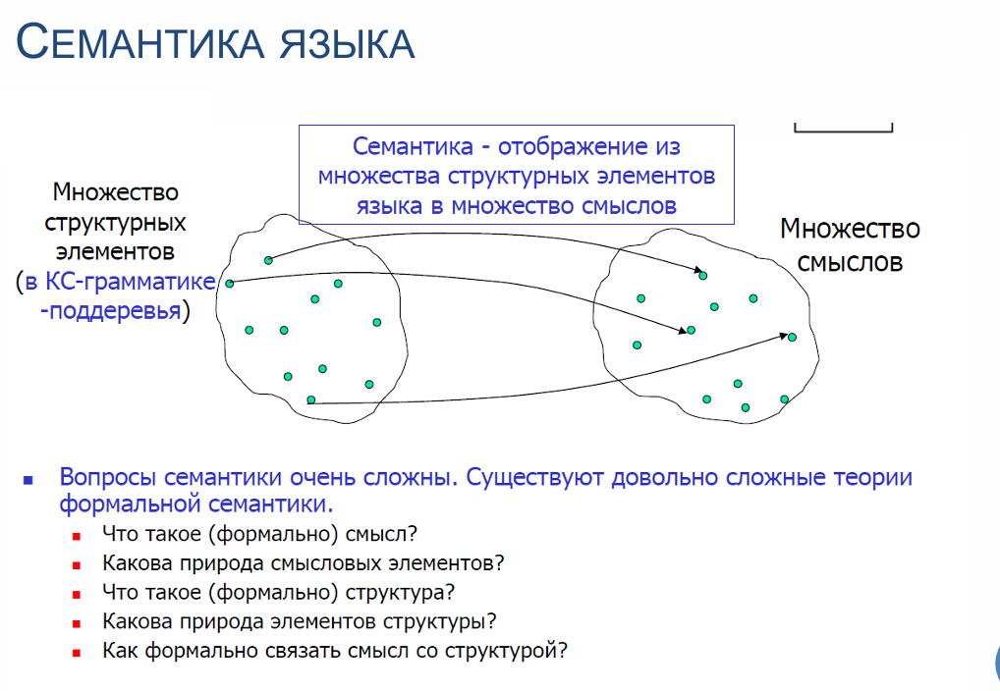 СЕМАНТИКА ЯЗЫКА
Семантика - отображение из
множества структурных элементов
языка в множество смыслов
Множество
структурных
элементов
(в КС-грамматике
-поддеревья)
Множество
смыслов
Вопросы семантики очень сложны. Существуют довольно сложные теории
формальной семантики.
Что такое (формально) смысл?
Какова природа смысловых элементов?
Что такое (формально) структура?
Какова природа элементов структуры?
Как формально связать смысл со структурой?